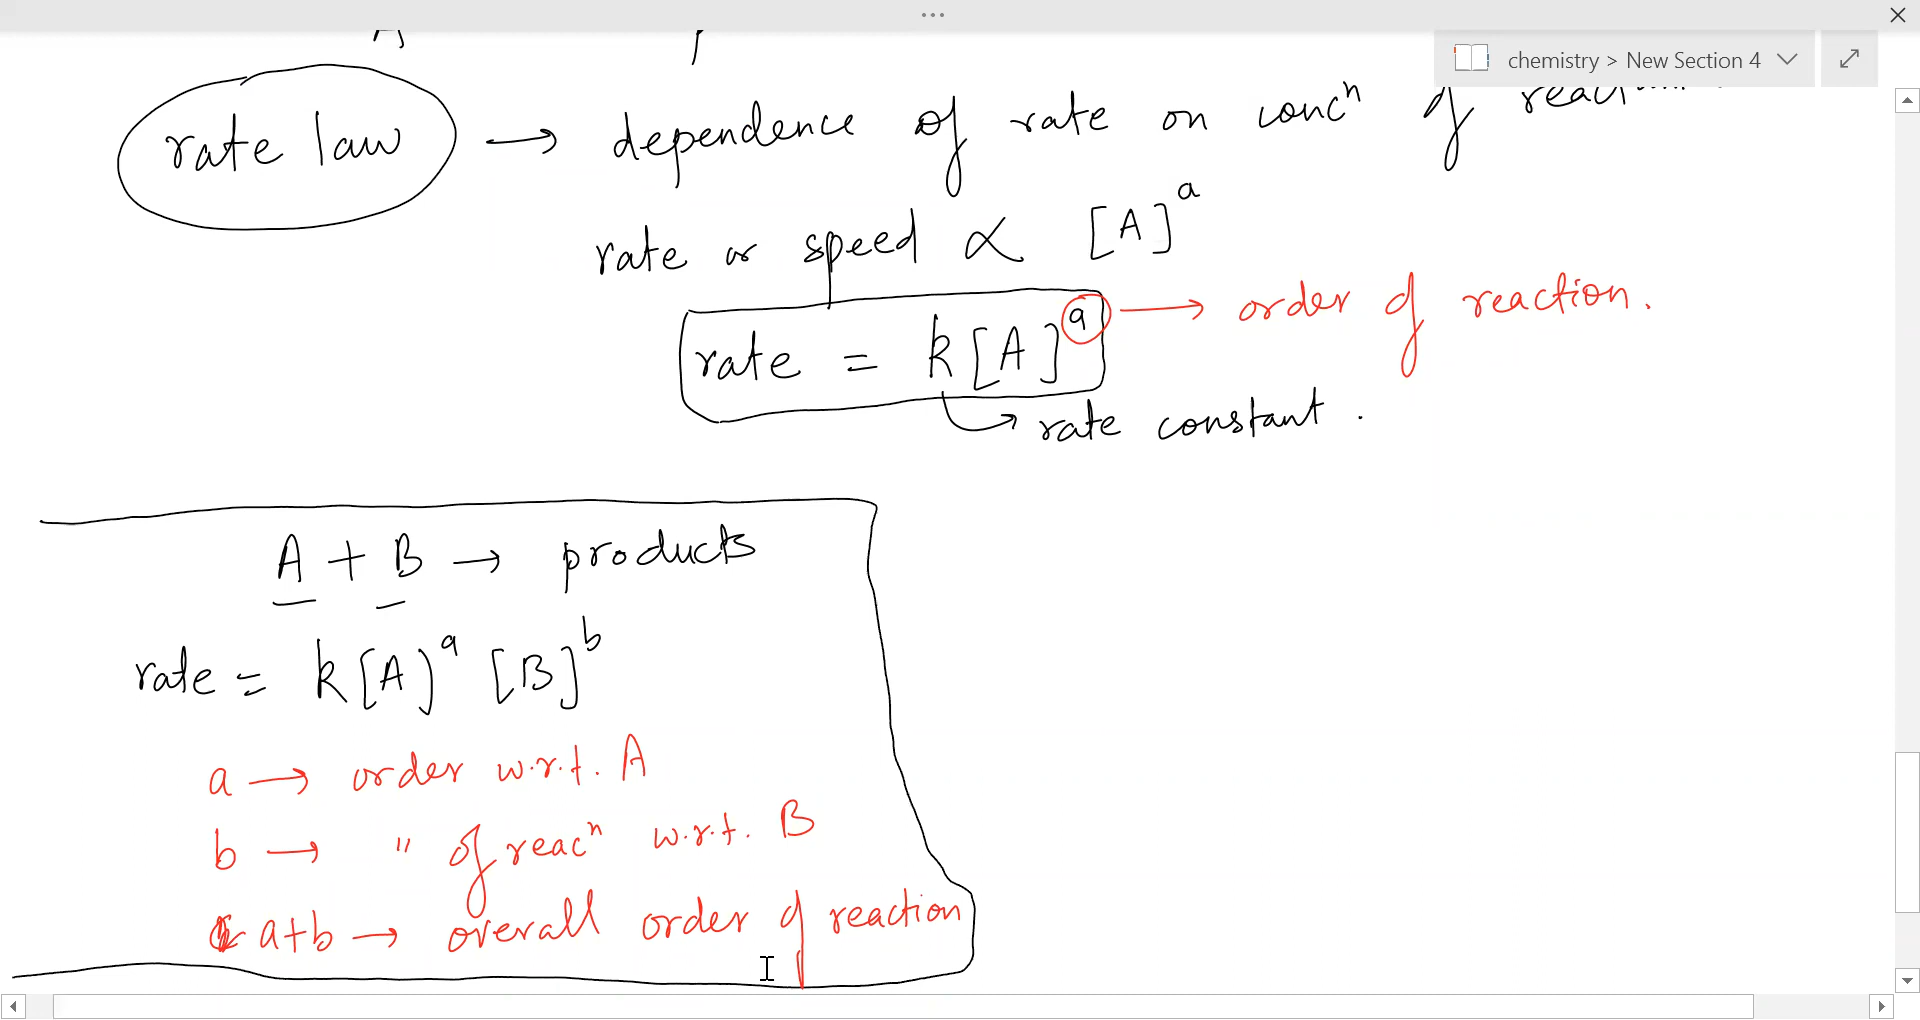 ...
chemistry > New Section 4
A p
rate law → dependence of rate on concⁿ of
rate or speed ∝ [A]ᵃ
rate = k[A]ᵃ → order of reaction.
rate constant.
A + B → products
rate = k[A)ᵃ [B]ᵇ
a → order w.r.t. A
b → " of reacⁿ w.r.t. B
a+b → overall order of reaction